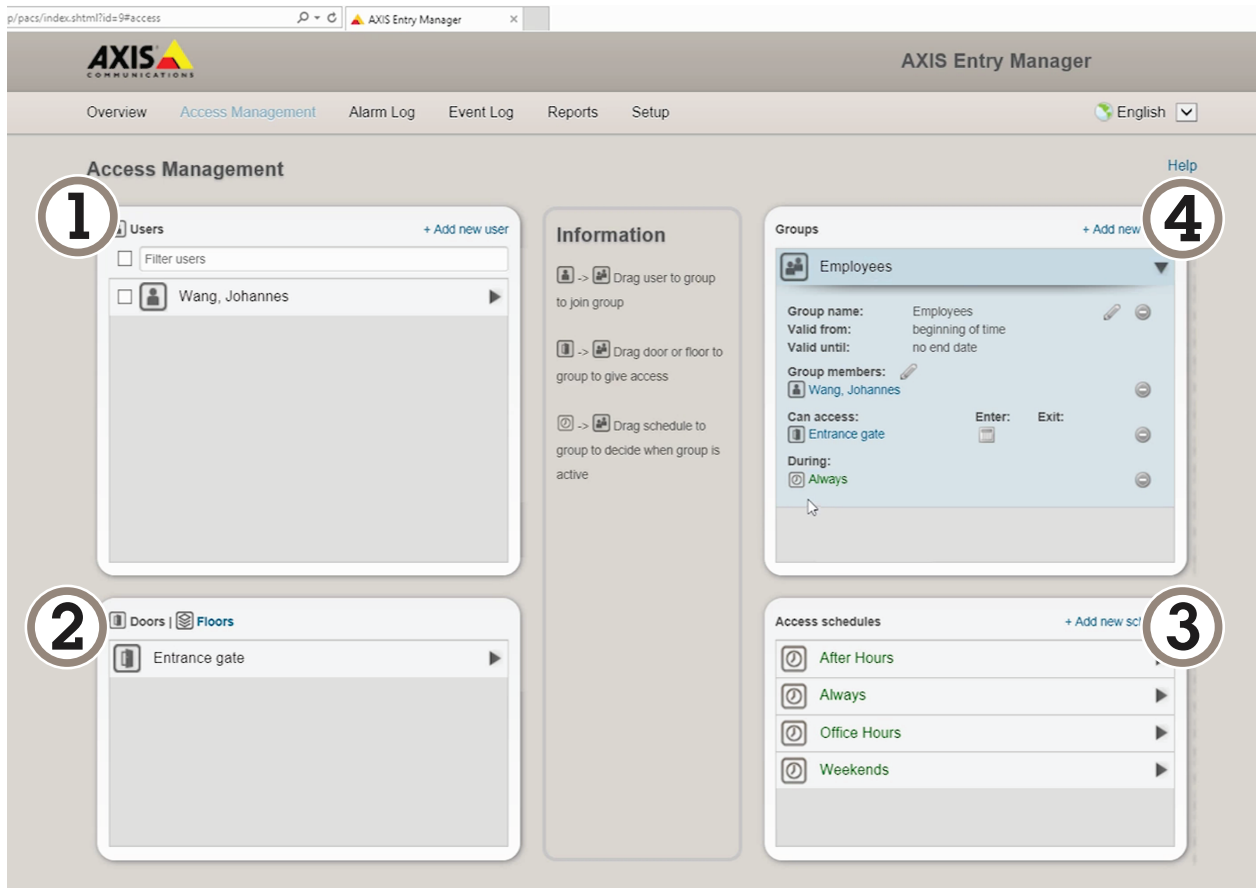 p/pacs/index.shtml?id=9#access
AXIS Entry Manager
AXIS
COMMUNICATIONS
AXIS Entry Manager
Overview Access Management Alarm Log Event Log Reports Setup English
Access Management
Help
1
Users + Add new user
Filter users
Wang, Johannes
Information
-> Drag user to group
to join group
-> Drag door or floor to
group to give access
-> Drag schedule to
group to decide when group is
active
4
Groups + Add new
Employees
Group name: Employees
Valid from: beginning of time
Valid until: no end date
Group members:
Wang, Johannes
Can access: Enter: Exit:
Entrance gate
During:
Always
2
Doors | Floors
Entrance gate
3
Access schedules + Add new
After Hours
Always
Office Hours
Weekends